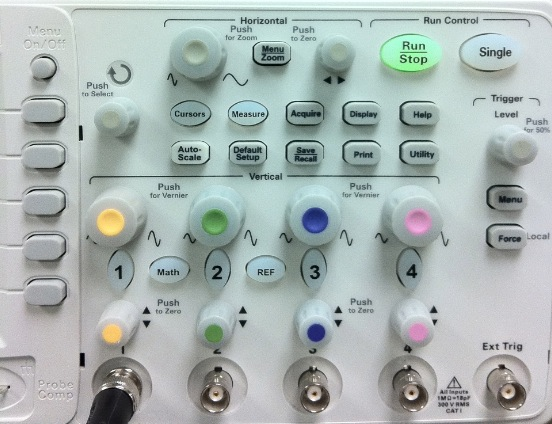 Menu
On/Off
Horizontal
Push
for Zoom
Menu
Zoom
Push
to Zero
Run Control
Run
Stop
Single
Push
to Select
Cursors
Measure
Acquire
Display
Help
Auto-
Scale
Default
Setup
Save
Recall
Print
Utility
Trigger
Level
Push
for 50%
Menu
Force
Local
Vertical
Push
for Vernier
Push
for Vernier
1
Math
2
REF
3
4
Push
to Zero
Push
to Zero
1
2
3
4
Probe
Comp
All Inputs
1MΩ=16pF
300 V RMS
CAT I
Ext Trig